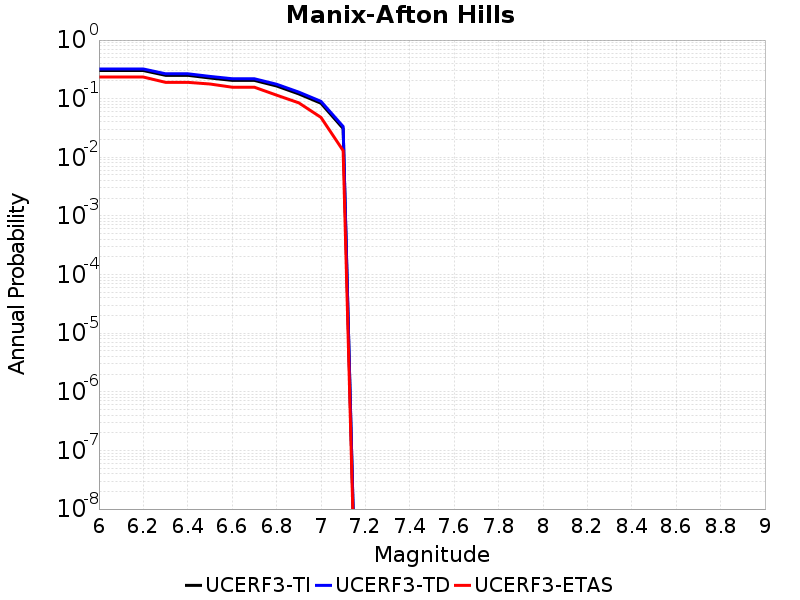 Manix-Afton Hills
Annual Probability
10^0
10^-1
10^-2
10^-3
10^-4
10^-5
10^-6
10^-7
10^-8
6 6.2 6.4 6.6 6.8 7 7.2 7.4 7.6 7.8 8 8.2 8.4 8.6 8.8 9
Magnitude
UCERF3-TI UCERF3-TD UCERF3-ETAS